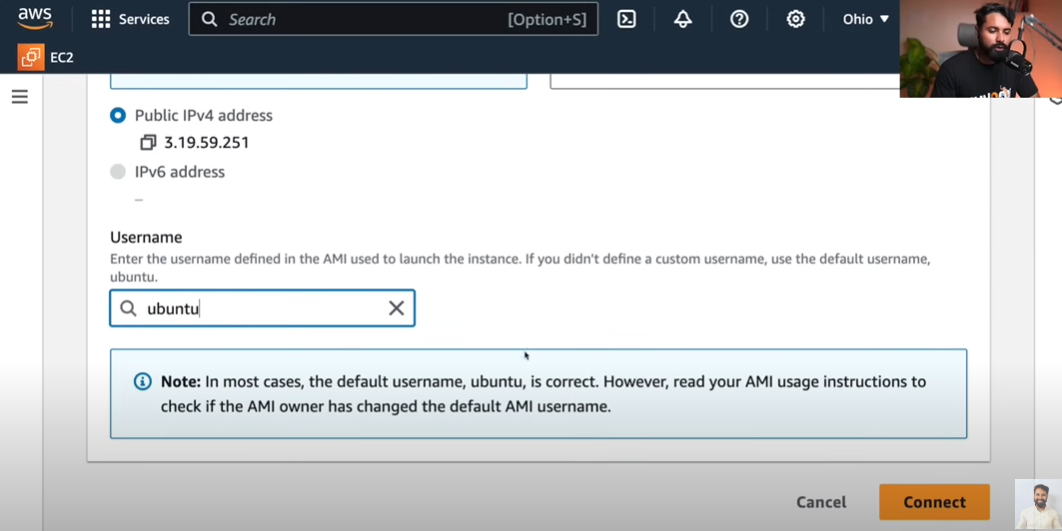 aws
Services
Search
[Option+S]
Ohio
EC2
Public IPv4 address
3.19.59.251
IPv6 address
–
Username
Enter the username defined in the AMI used to launch the instance. If you didn't define a custom username, use the default username,
ubuntu.
ubuntu
Note: In most cases, the default username, ubuntu, is correct. However, read your AMI usage instructions to
check if the AMI owner has changed the default AMI username.
Cancel
Connect